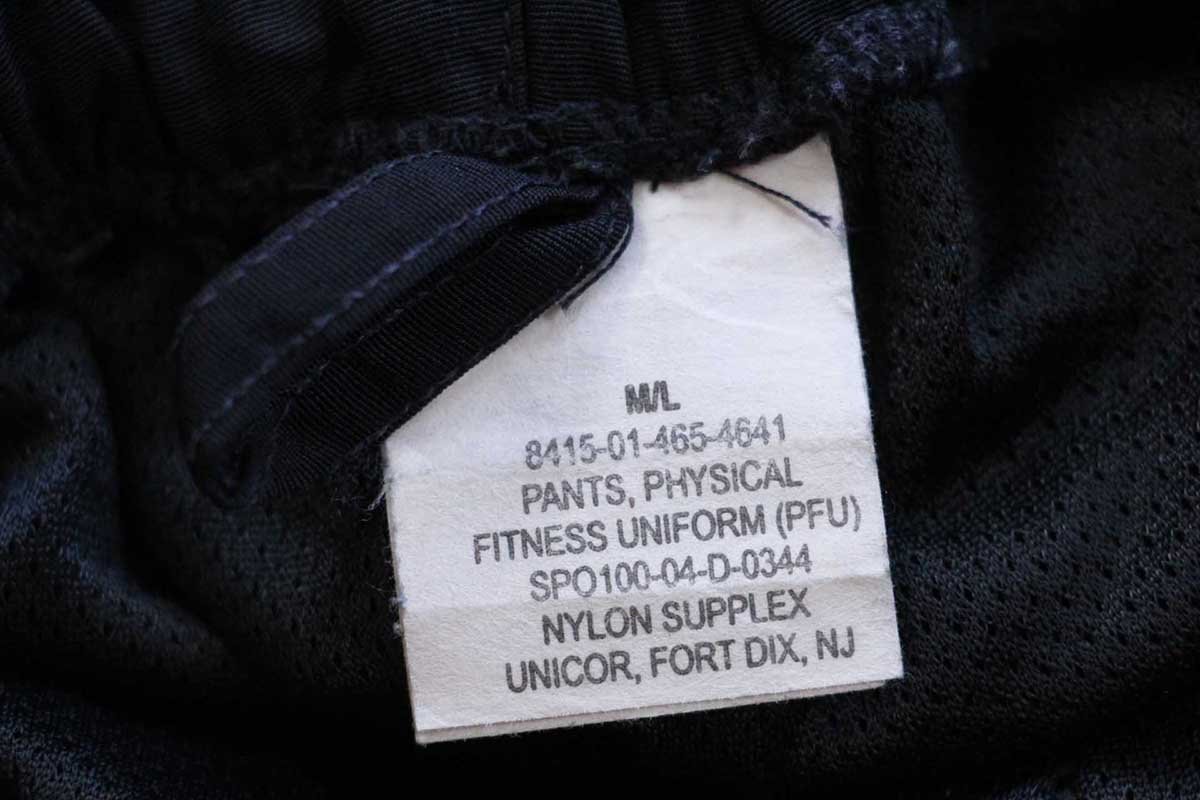 M/L
8415-01-465-4641
PANTS, PHYSICAL
FITNESS UNIFORM (PFU)
SPO100-04-D-0344
NYLON SUPPLEX
UNICOR, FORT DIX, NJ